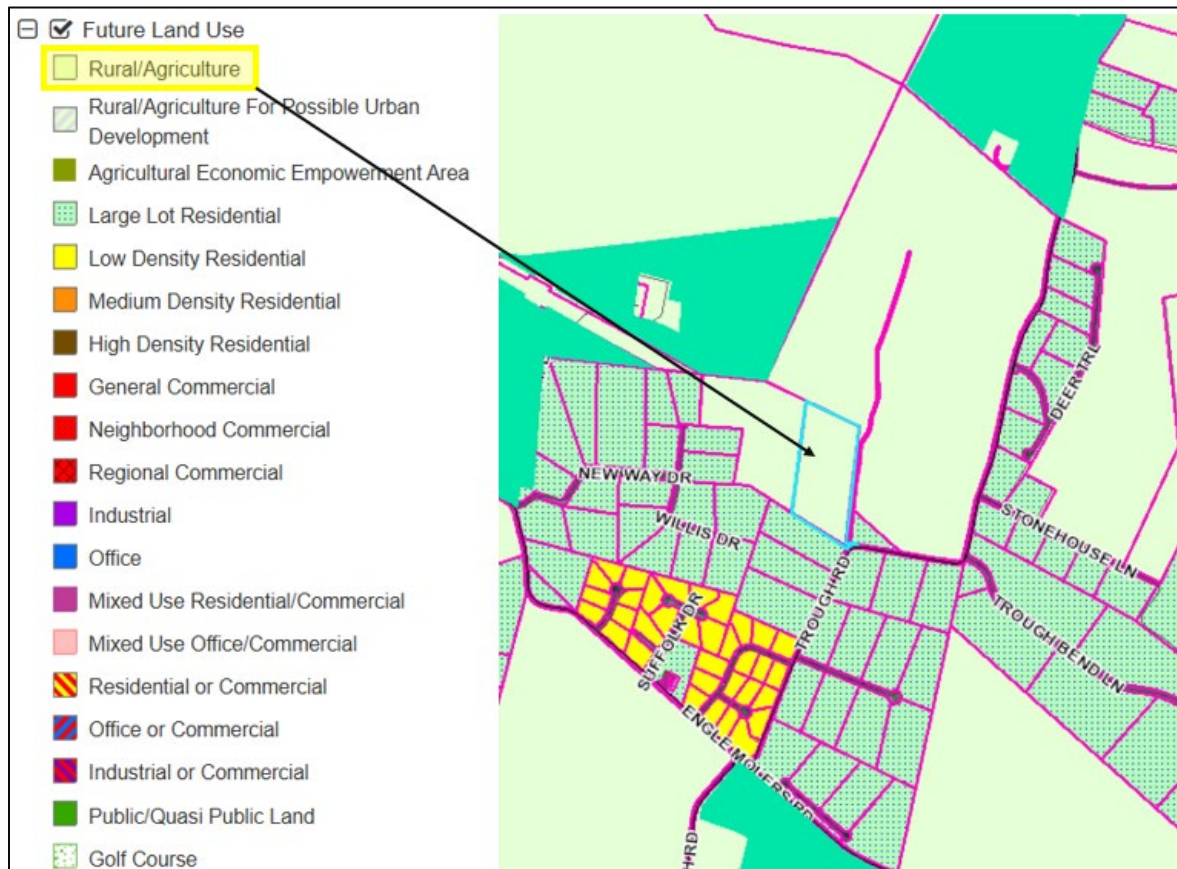 Future Land Use
Rural/Agriculture
Rural/Agriculture For Possible Urban
Development
Agricultural Economic Empowerment Area
Large Lot Residential
Low Density Residential
Medium Density Residential
High Density Residential
General Commercial
Neighborhood Commercial
Regional Commercial
Industrial
Office
Mixed Use Residential/Commercial
Mixed Use Office/Commercial
Residential or Commercial
Office or Commercial
Industrial or Commercial
Public/Quasi Public Land
Golf Course
DEER TRL
NEW WAY DR
WILLIS DR
STONEHOUSE LN
TROUGH RD
TROUGH BEND LN
SUFFOLK DR
ENGLE MOLERS RD
H RD